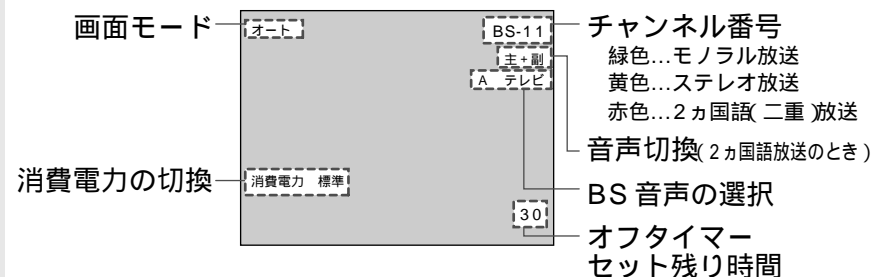 画面モード
オート
BS-11
チャンネル番号
緑色…モノラル放送
黄色…ステレオ放送
赤色…2ヵ国語(二重)放送
主+副
音声切換(2ヵ国語放送のとき)
A テレビ
BS音声の選択
消費電力の切換
消費電力 標準
30
オフタイマー
セット残り時間